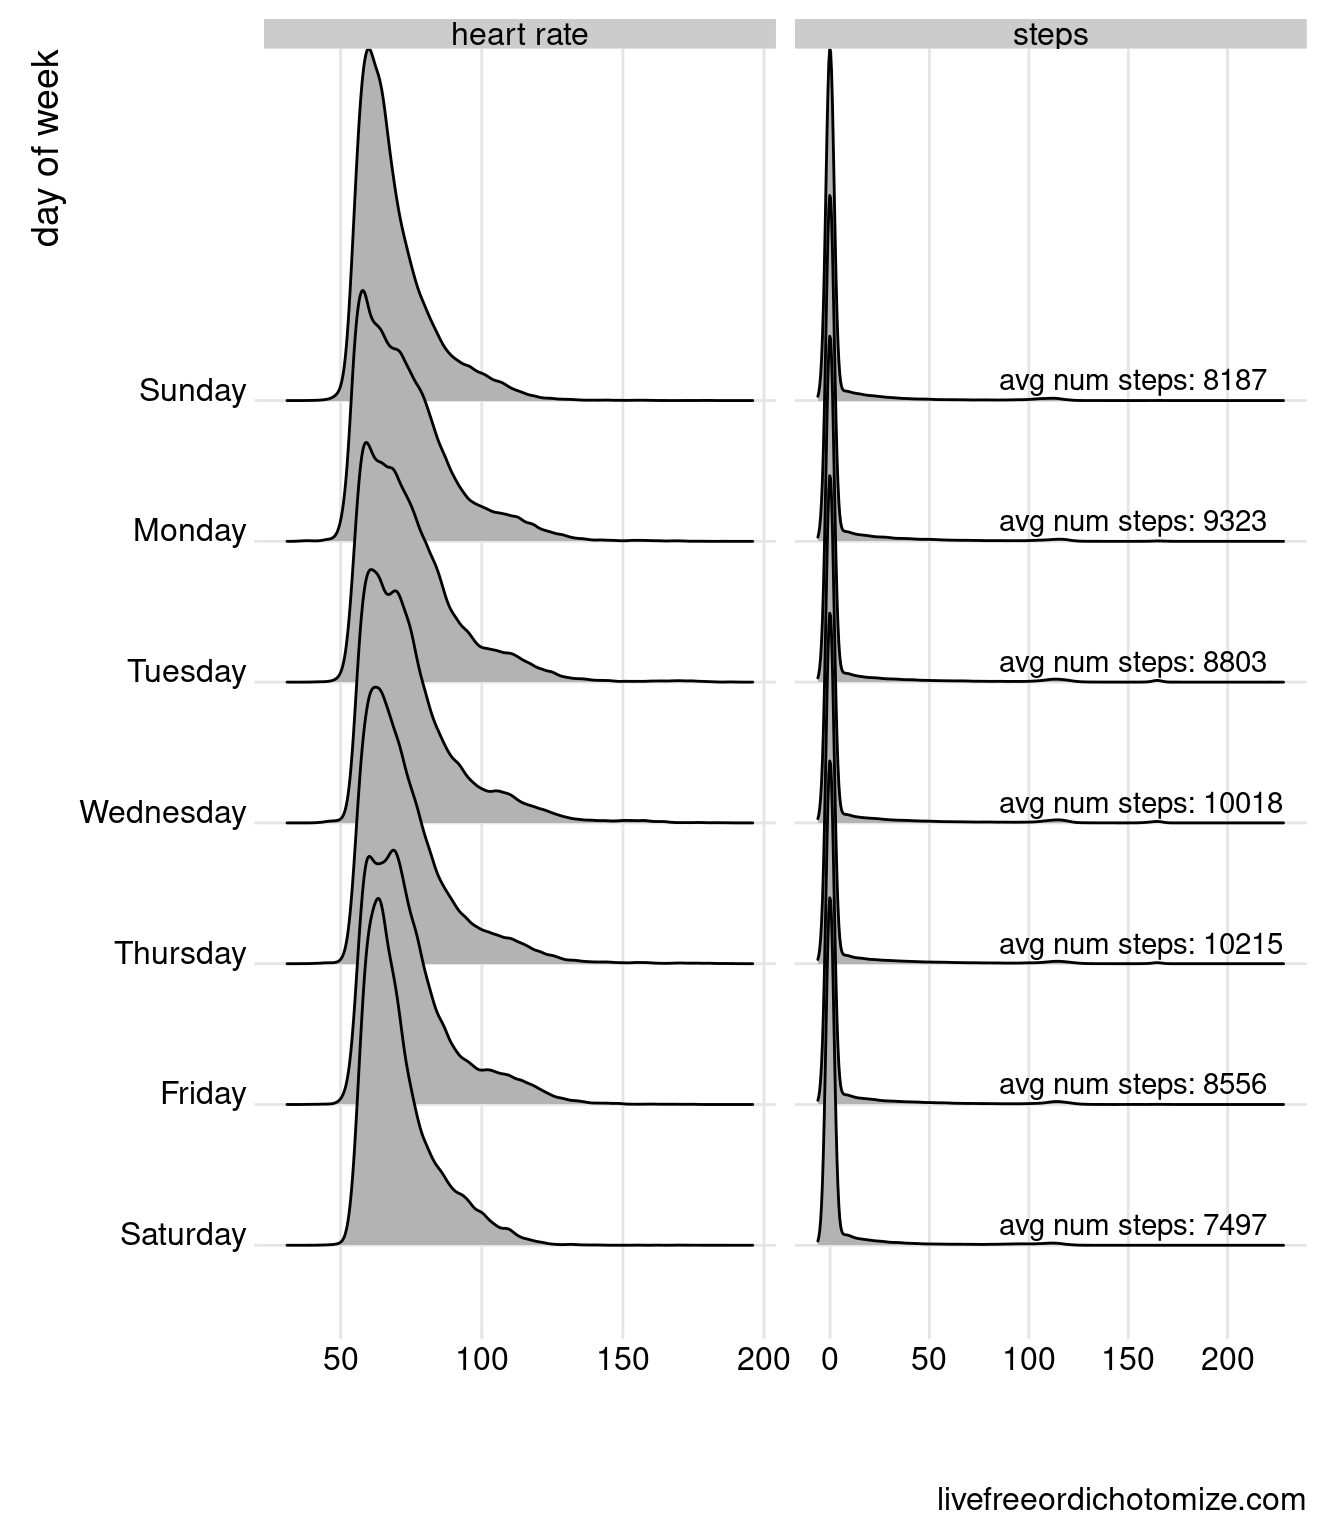 heart rate
steps
day of week
Sunday
avg num steps: 8187
Monday
avg num steps: 9323
Tuesday
avg num steps: 8803
Wednesday
avg num steps: 10018
Thursday
avg num steps: 10215
Friday
avg num steps: 8556
Saturday
avg num steps: 7497
50 100 150 200
0 50 100 150 200
livefreeordichotomize.com